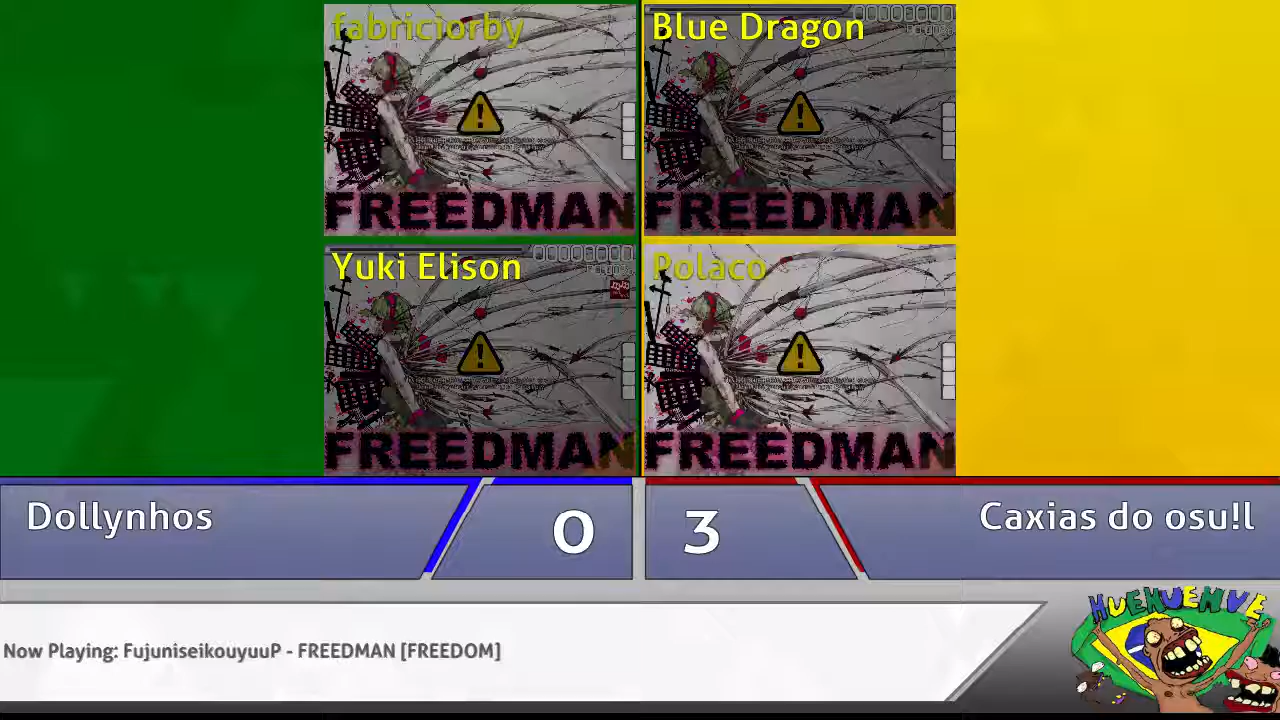 fabriciorby
Blue Dragon
FREEDMAN
FREEDMAN
Yuki Elison
Polaco
FREEDMAN
FREEDMAN
Dollynhos
0
3
Caxias do osu!l
HUEHUEHUE
Now Playing: FujuniseikouyuuP - FREEDMAN [FREEDOM]